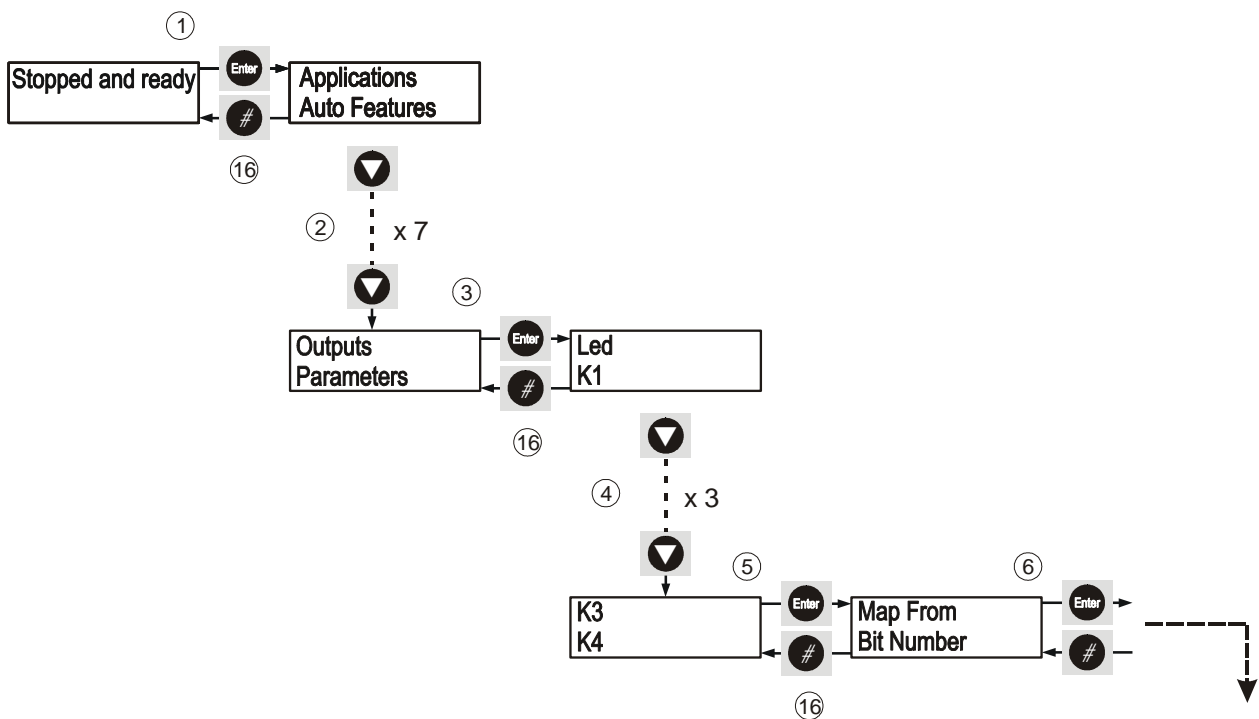 1
Stopped and ready
Enter
Applications
Auto Features
#
16
2
x 7
3
Outputs
Parameters
Enter
Led
K1
#
16
4
x 3
5
6
K3
K4
Enter
Map From
Bit Number
Enter
#
#
16